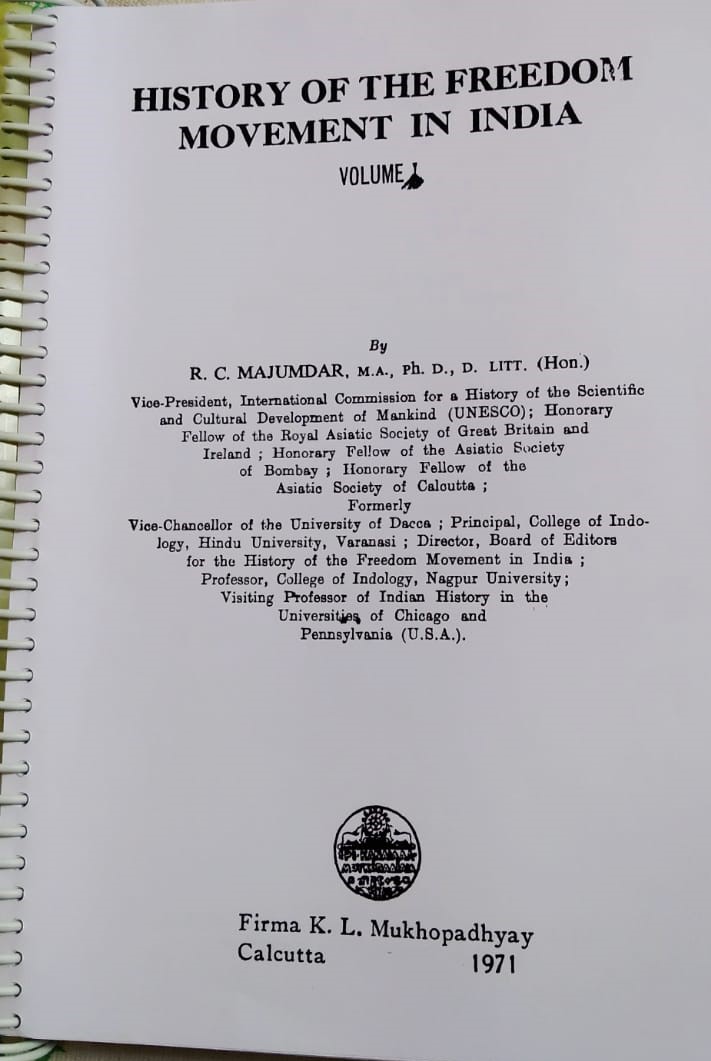 HISTORY OF THE FREEDOM
MOVEMENT IN INDIA
VOLUME
By
R. C. MAJUMDAR, M.A., Ph. D., D. LITT. (Hon.)
Vice-President, International Commission for a History of the Scientific
and Cultural Development of Mankind (UNESCO); Honorary
Fellow of the Royal Asiatic Society of Great Britain and
Ireland ; Honorary Fellow of the Asiatic Society
of Bombay ; Honorary Fellow of the
Asiatic Society of Calcutta ;
Formerly
Vice-Chancellor of the University of Dacca ; Principal, College of Indo-
logy, Hindu University, Varanasi ; Director, Board of Editors
for the History of the Freedom Movement in India ;
Professor, College of Indology, Nagpur University;
Visiting Professor of Indian History in the
Universities of Chicago and
Pennsylvania (U.S.A.).
Firma K. L. Mukhopadhyay
Calcutta 1971